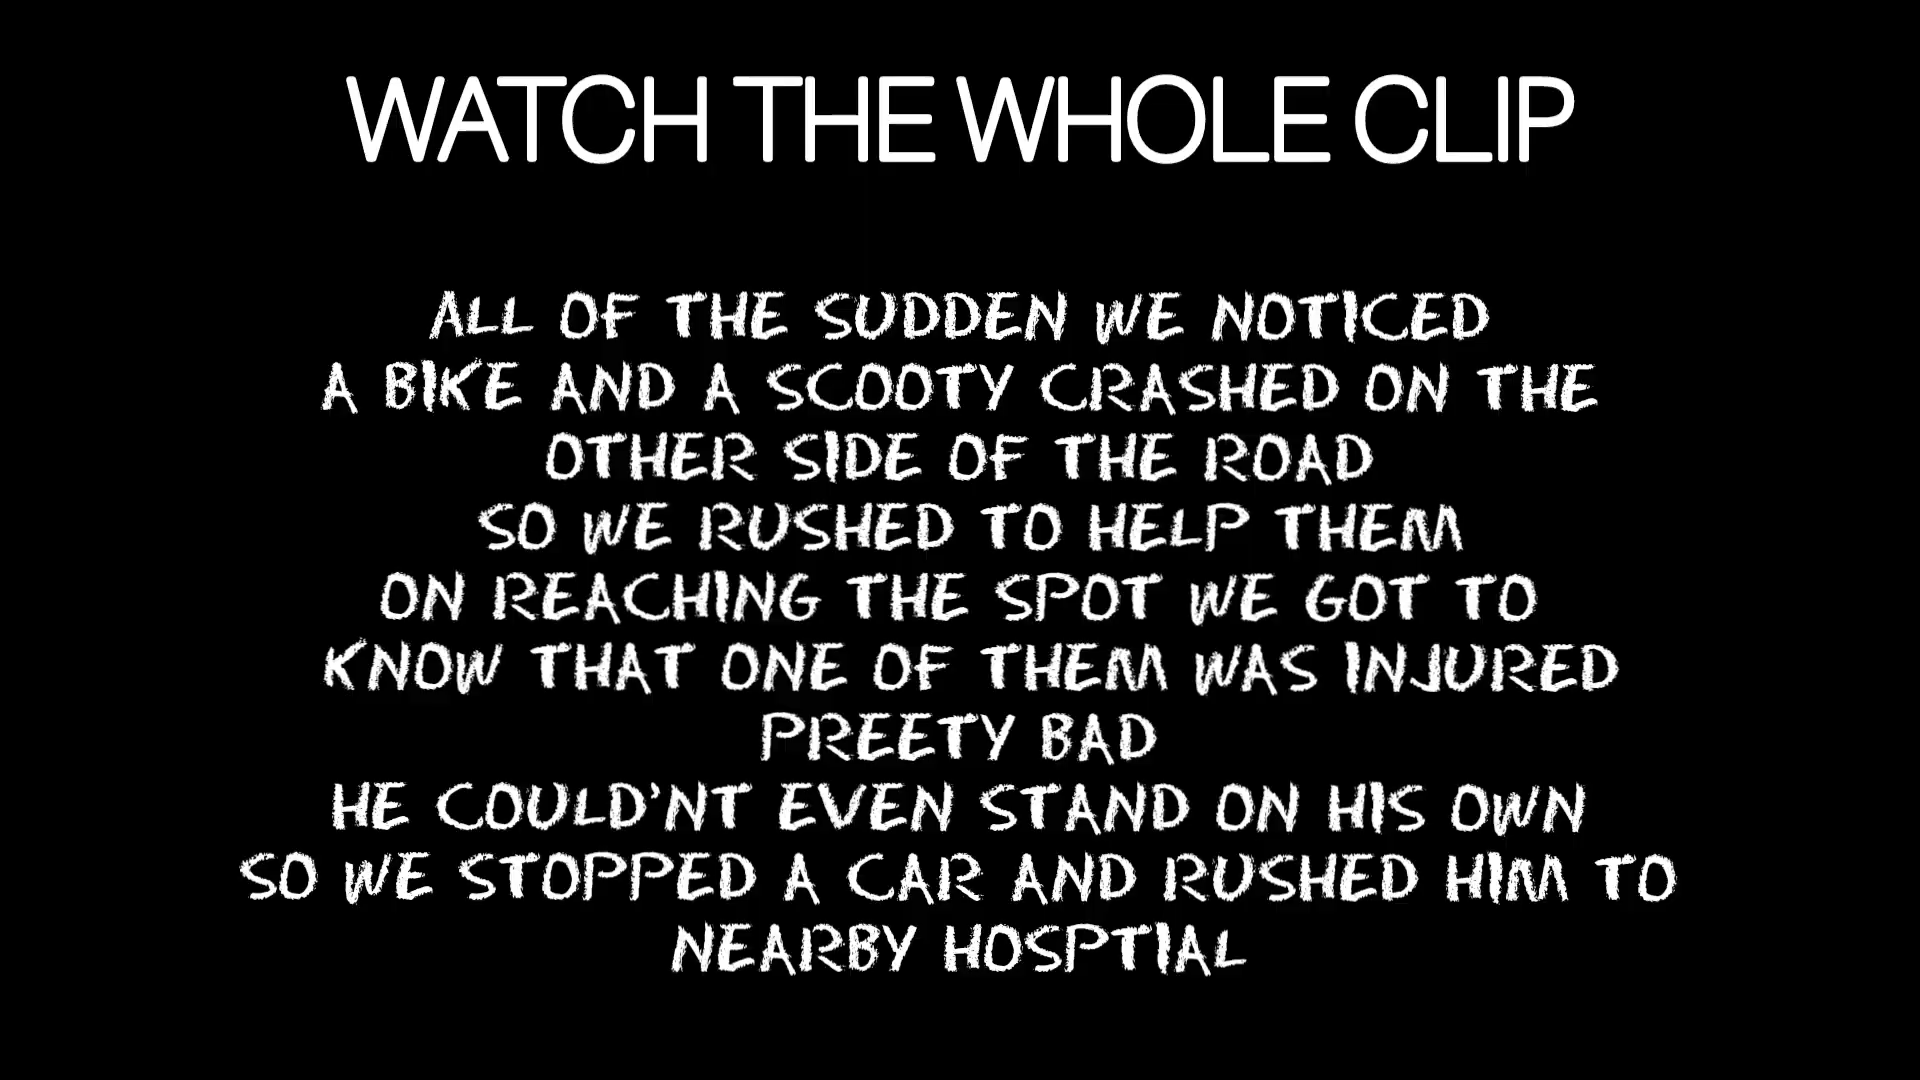 WATCH THE WHOLE CLIP
ALL OF THE SUDDEN WE NOTICED
A BIKE AND A SCOOTY CRASHED ON THE
OTHER SIDE OF THE ROAD
SO WE RUSHED TO HELP THEM
ON REACHING THE SPOT WE GOT TO
KNOW THAT ONE OF THEM WAS INJURED
PREETY BAD
HE COULD'NT EVEN STAND ON HIS OWN
SO WE STOPPED A CAR AND RUSHED HIM TO
NEARBY HOSPTIAL